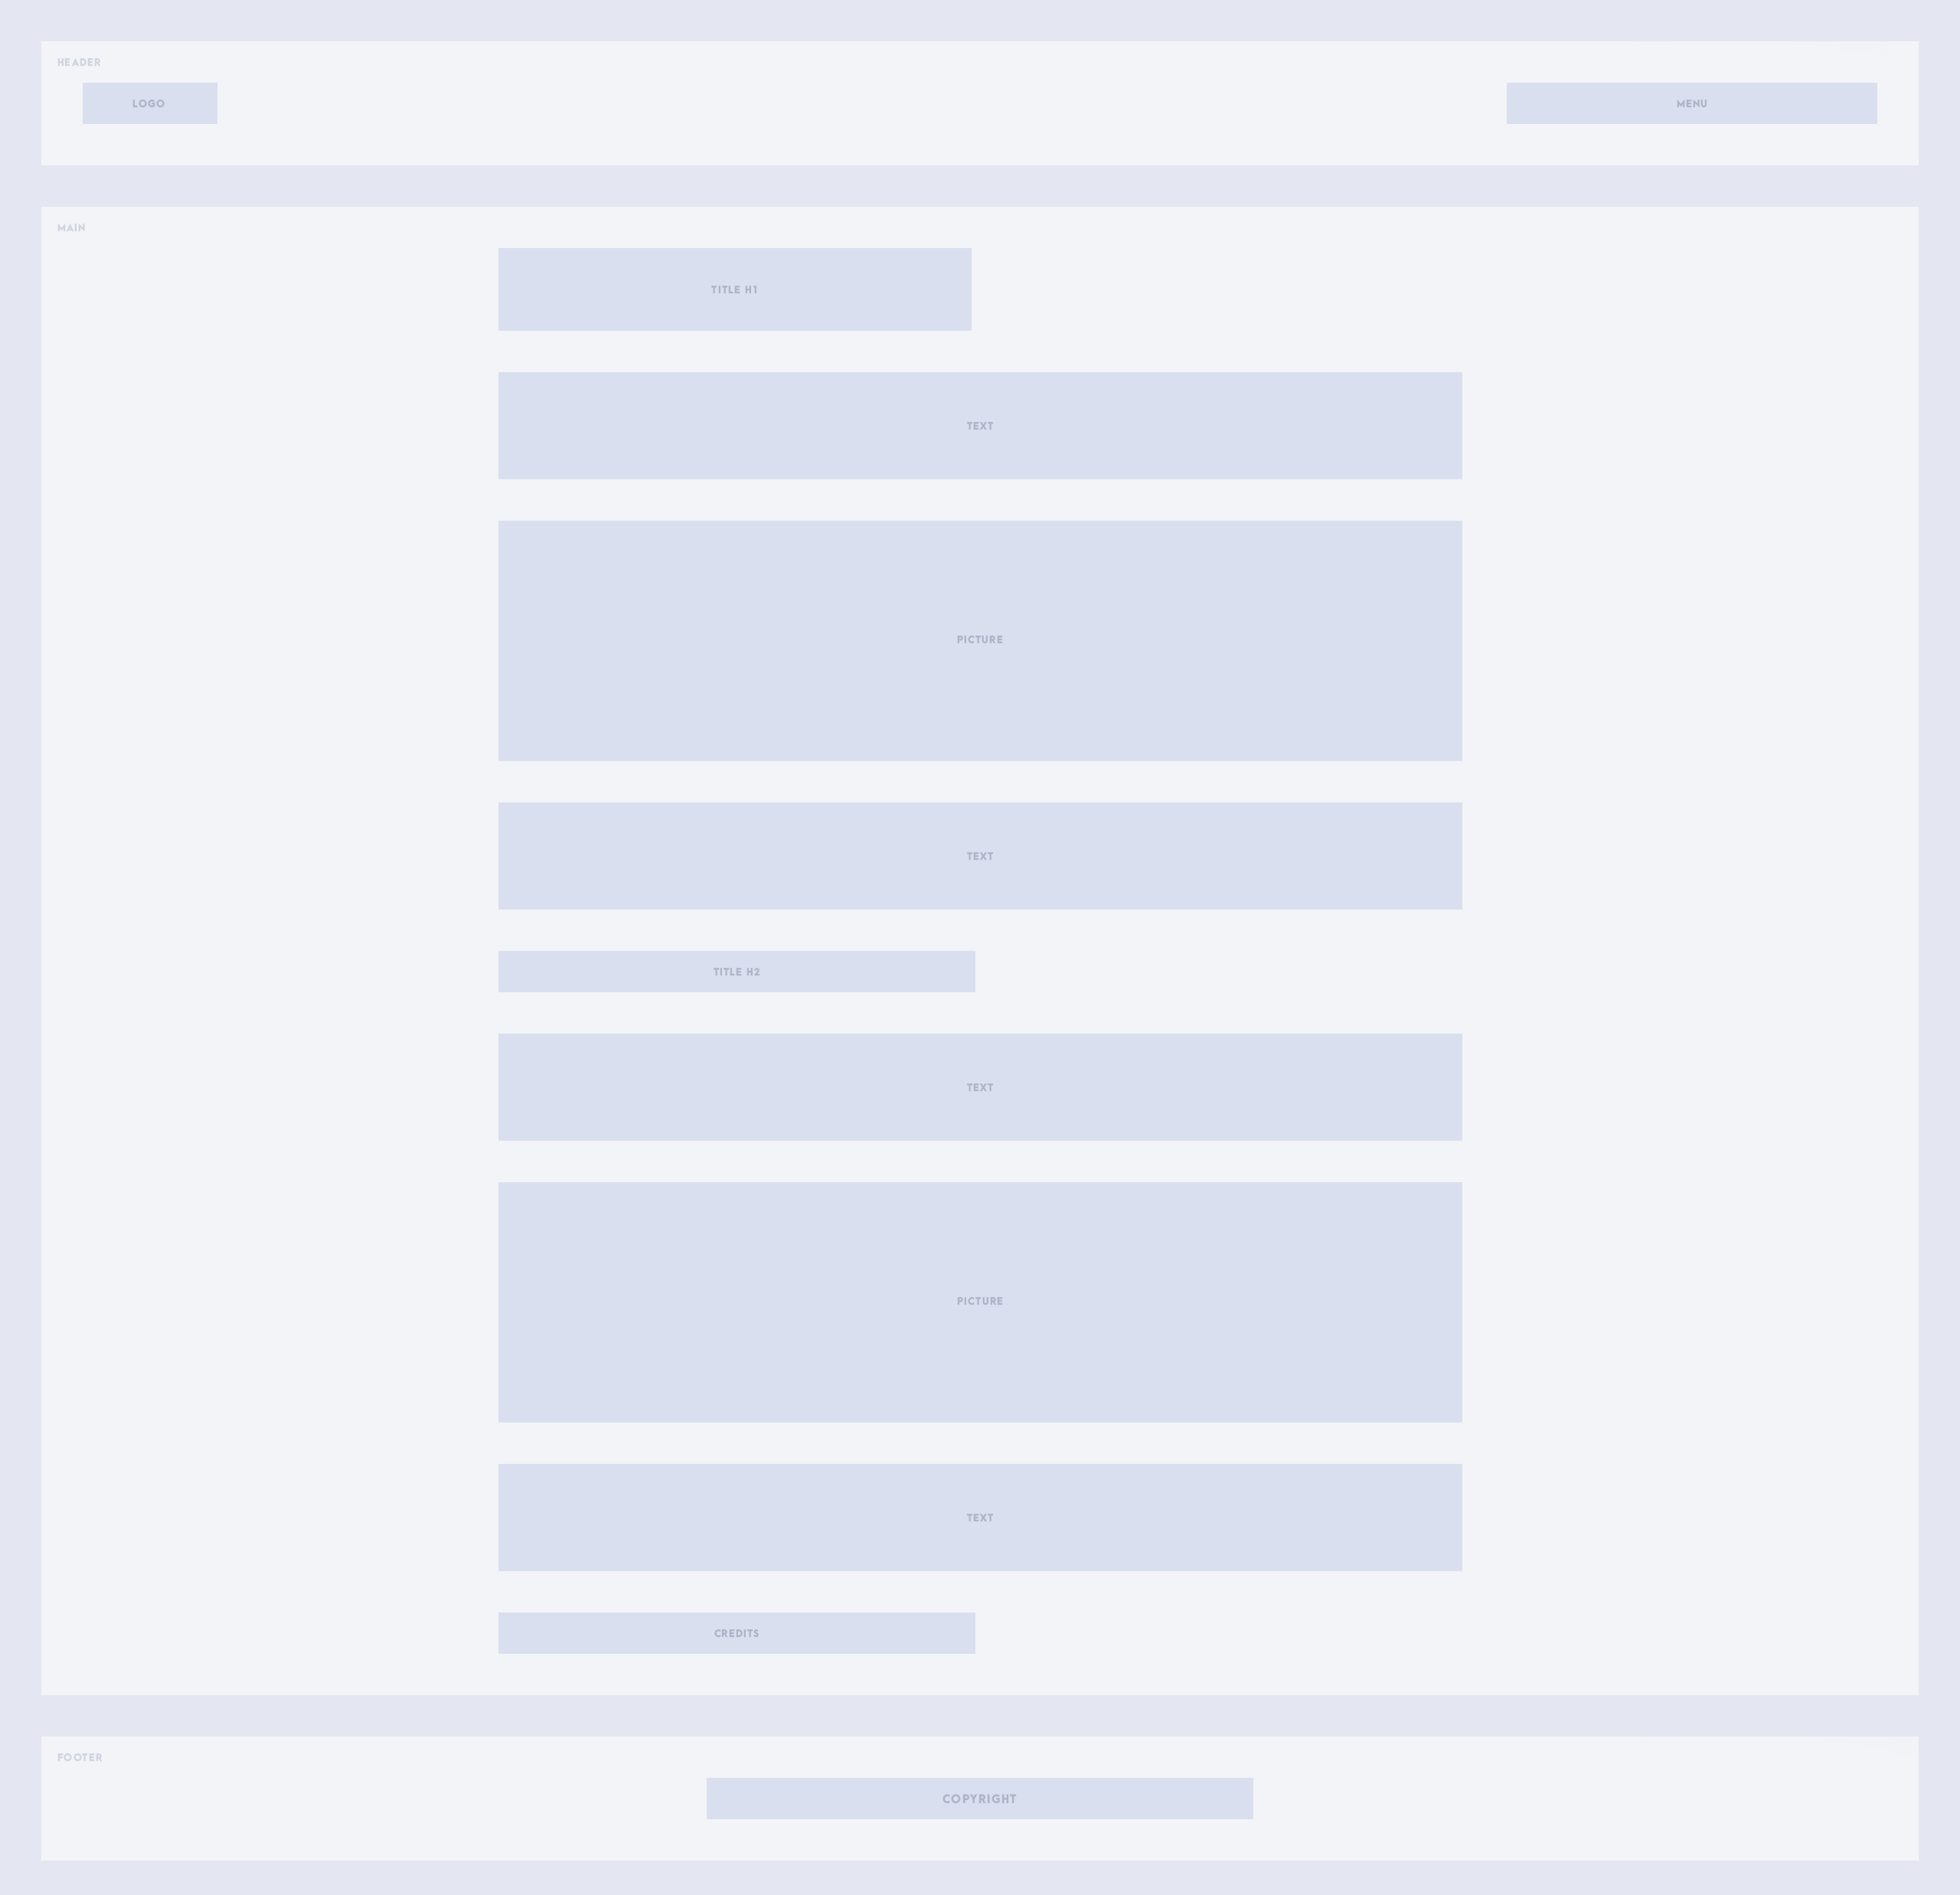 HEADER
LOGO
MENU
MAIN
TITLE H1
TEXT
PICTURE
TEXT
TITLE H2
TEXT
PICTURE
TEXT
CREDITS
FOOTER
COPYRIGHT